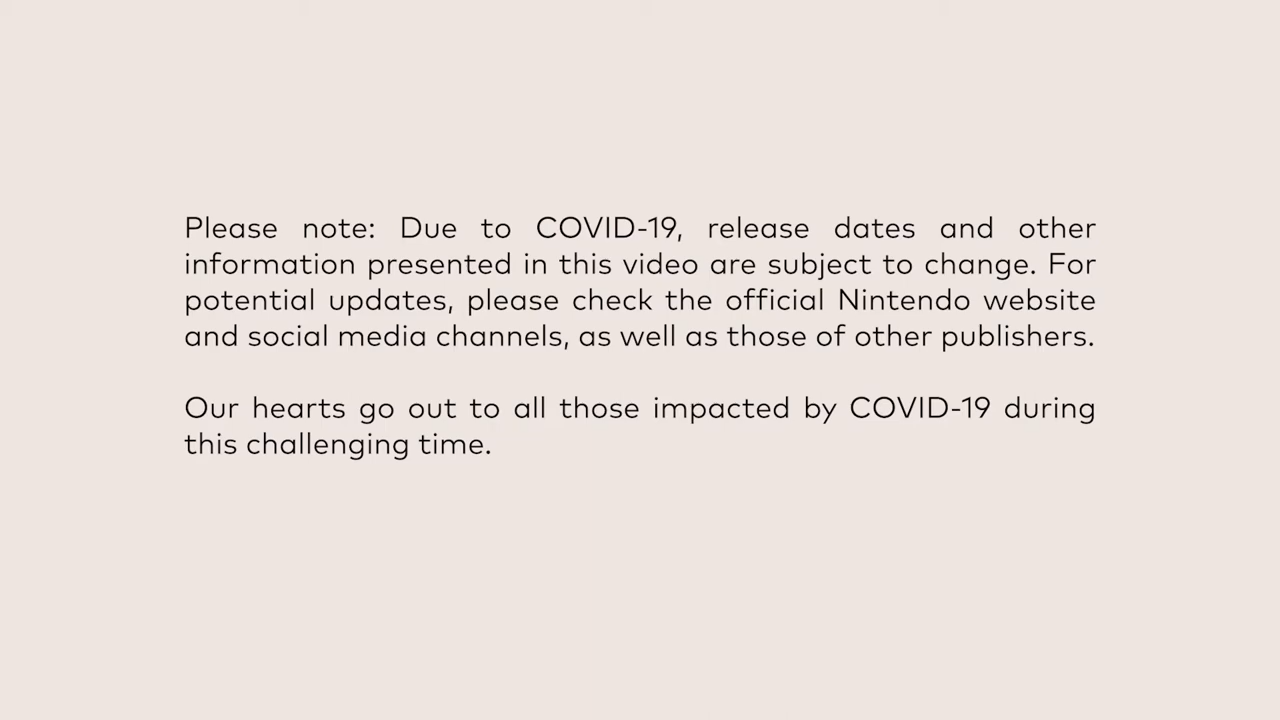 Please note: Due to COVID-19, release dates and other
information presented in this video are subject to change. For
potential updates, please check the official Nintendo website
and social media channels, as well as those of other publishers.
Our hearts go out to all those impacted by COVID-19 during
this challenging time.